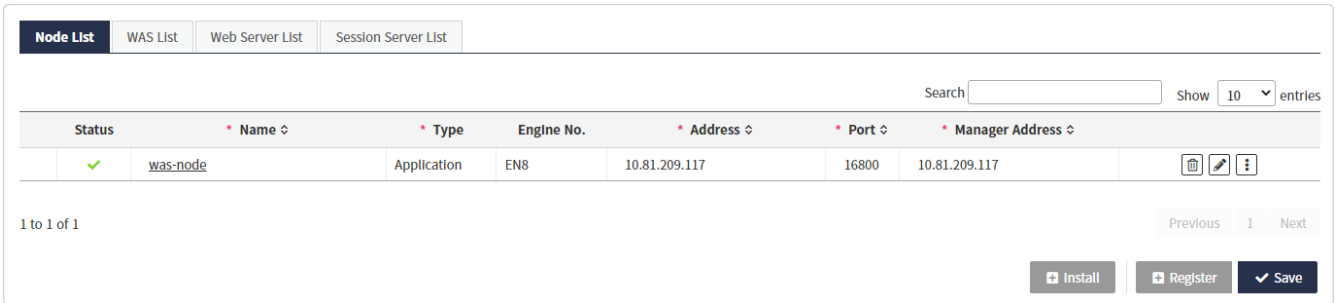 Node List WAS List Web Server List Session Server List
Search Show 10 entries
Status * Name * Type Engine No. * Address * Port * Manager Address
was-node Application EN8 10.81.209.117 16800 10.81.209.117
1 to 1 of 1 Previous 1 Next
Install Register Save